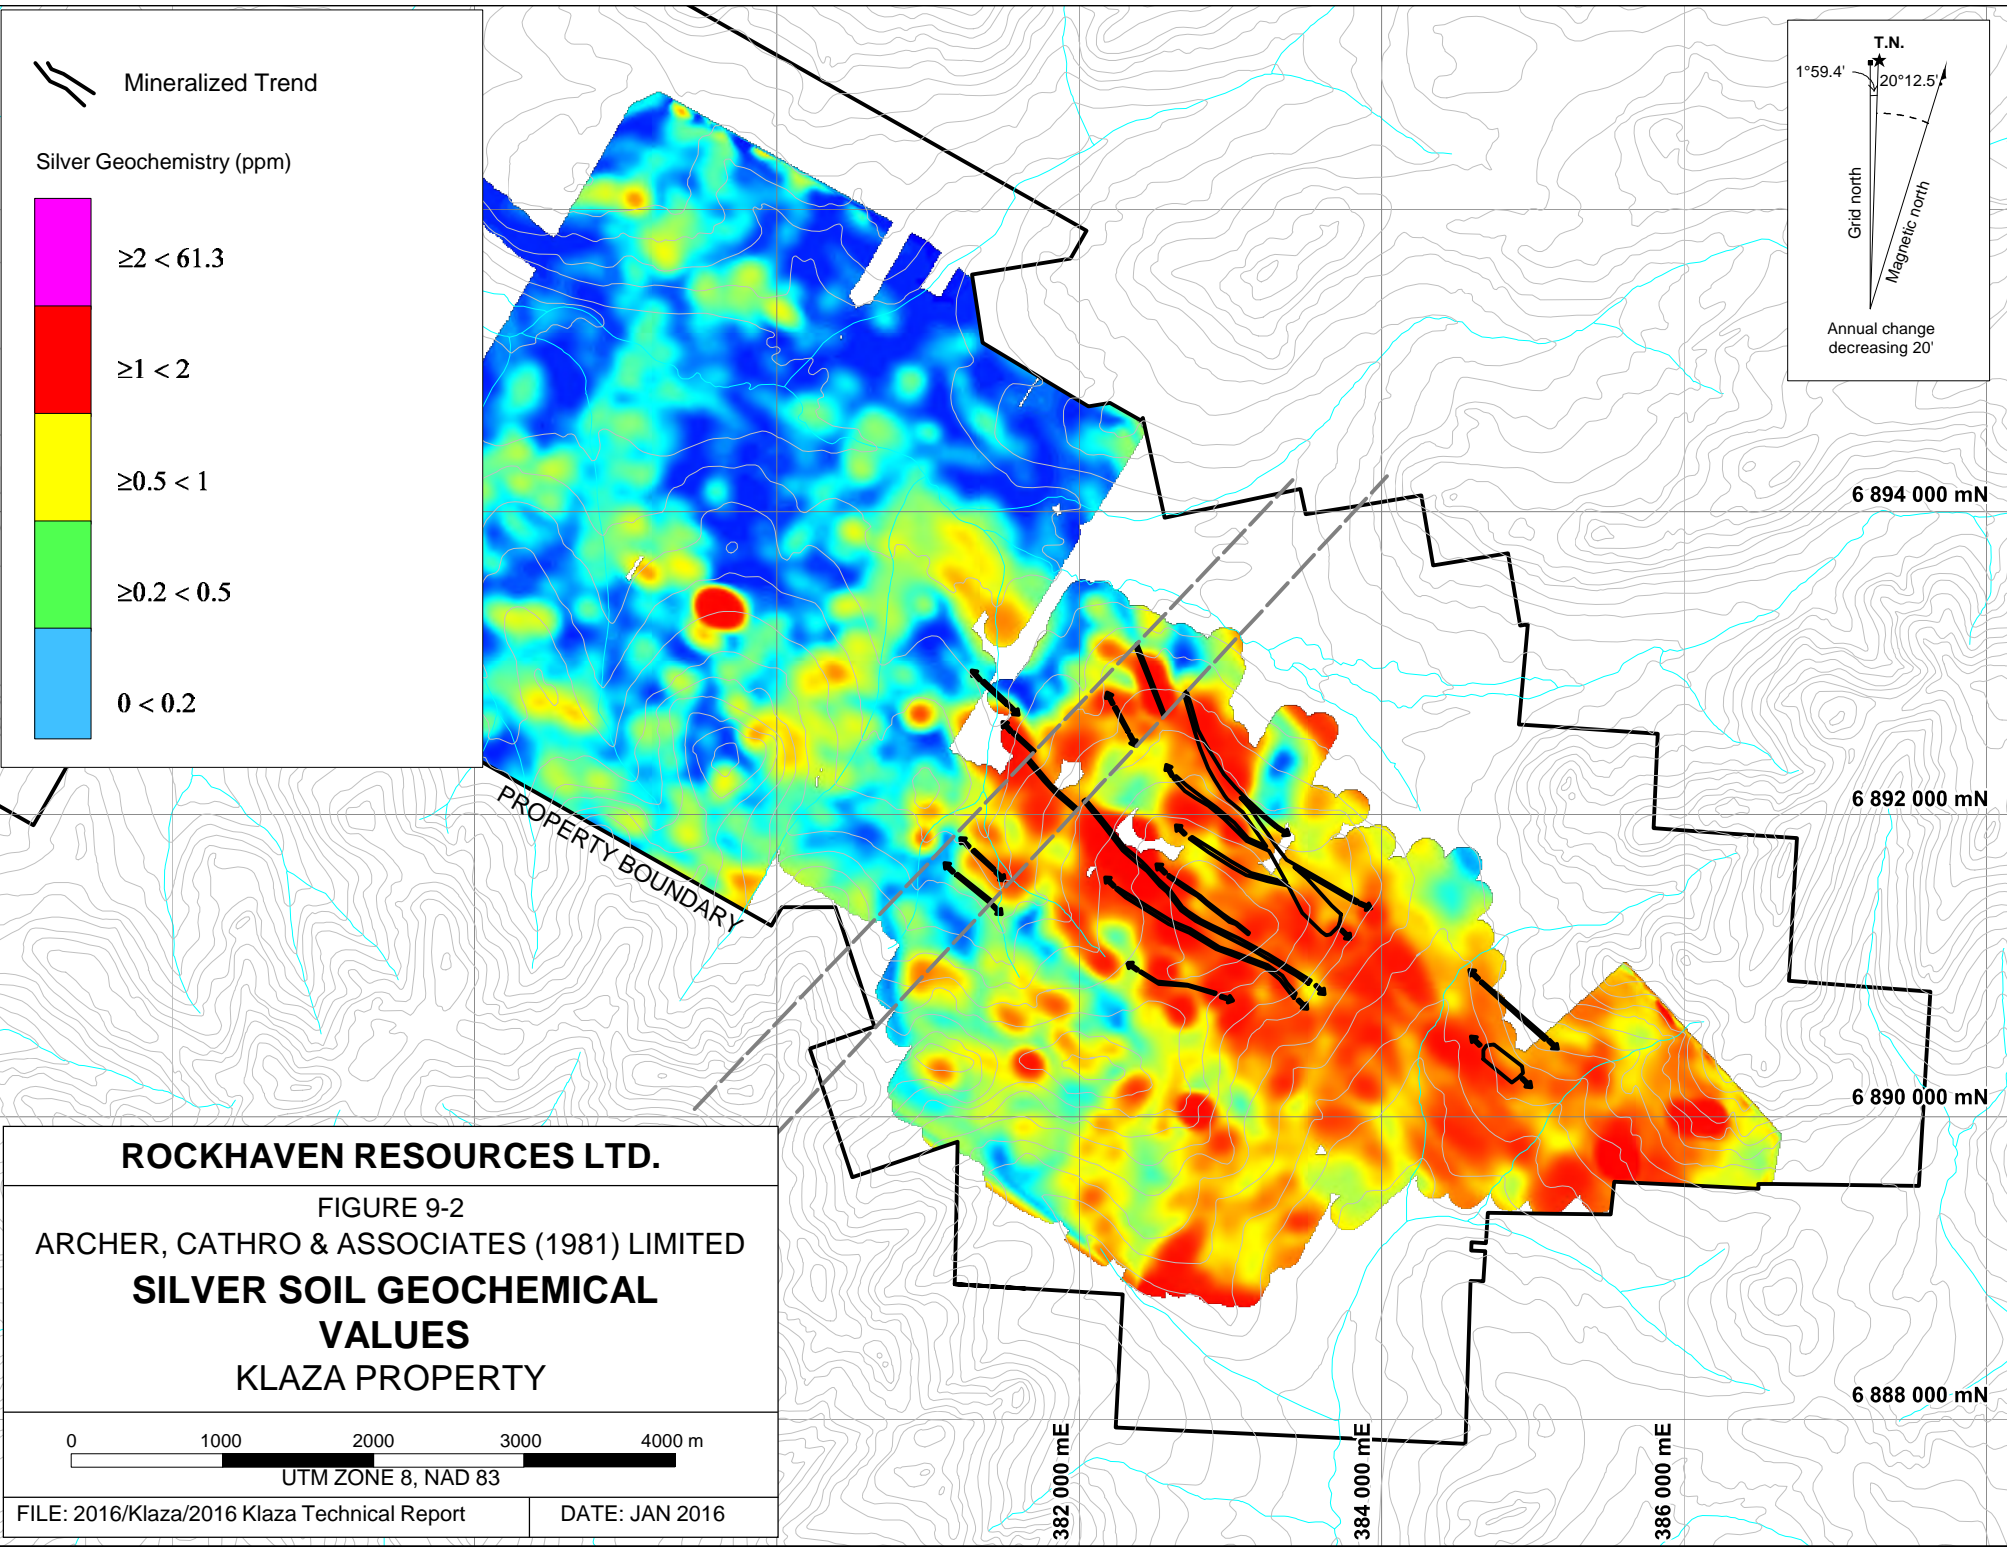 Mineralized Trend
Silver Geochemistry (ppm)
≥2 < 61.3
≥1 < 2
≥0.5 < 1
≥0.2 < 0.5
0 < 0.2
T.N.
1°59.4'
20°12.5'
Grid north
Magnetic north
Annual change
decreasing 20'
6 894 000 mN
6 892 000 mN
6 890 000 mN
6 888 000 mN
PROPERTY BOUNDARY
382 000 mE
384 000 mE
386 000 mE
ROCKHAVEN RESOURCES LTD.
FIGURE 9-2
ARCHER, CATHRO & ASSOCIATES (1981) LIMITED
SILVER SOIL GEOCHEMICAL
VALUES
KLAZA PROPERTY
0 1000 2000 3000 4000 m
UTM ZONE 8, NAD 83
FILE: 2016/Klaza/2016 Klaza Technical Report
DATE: JAN 2016